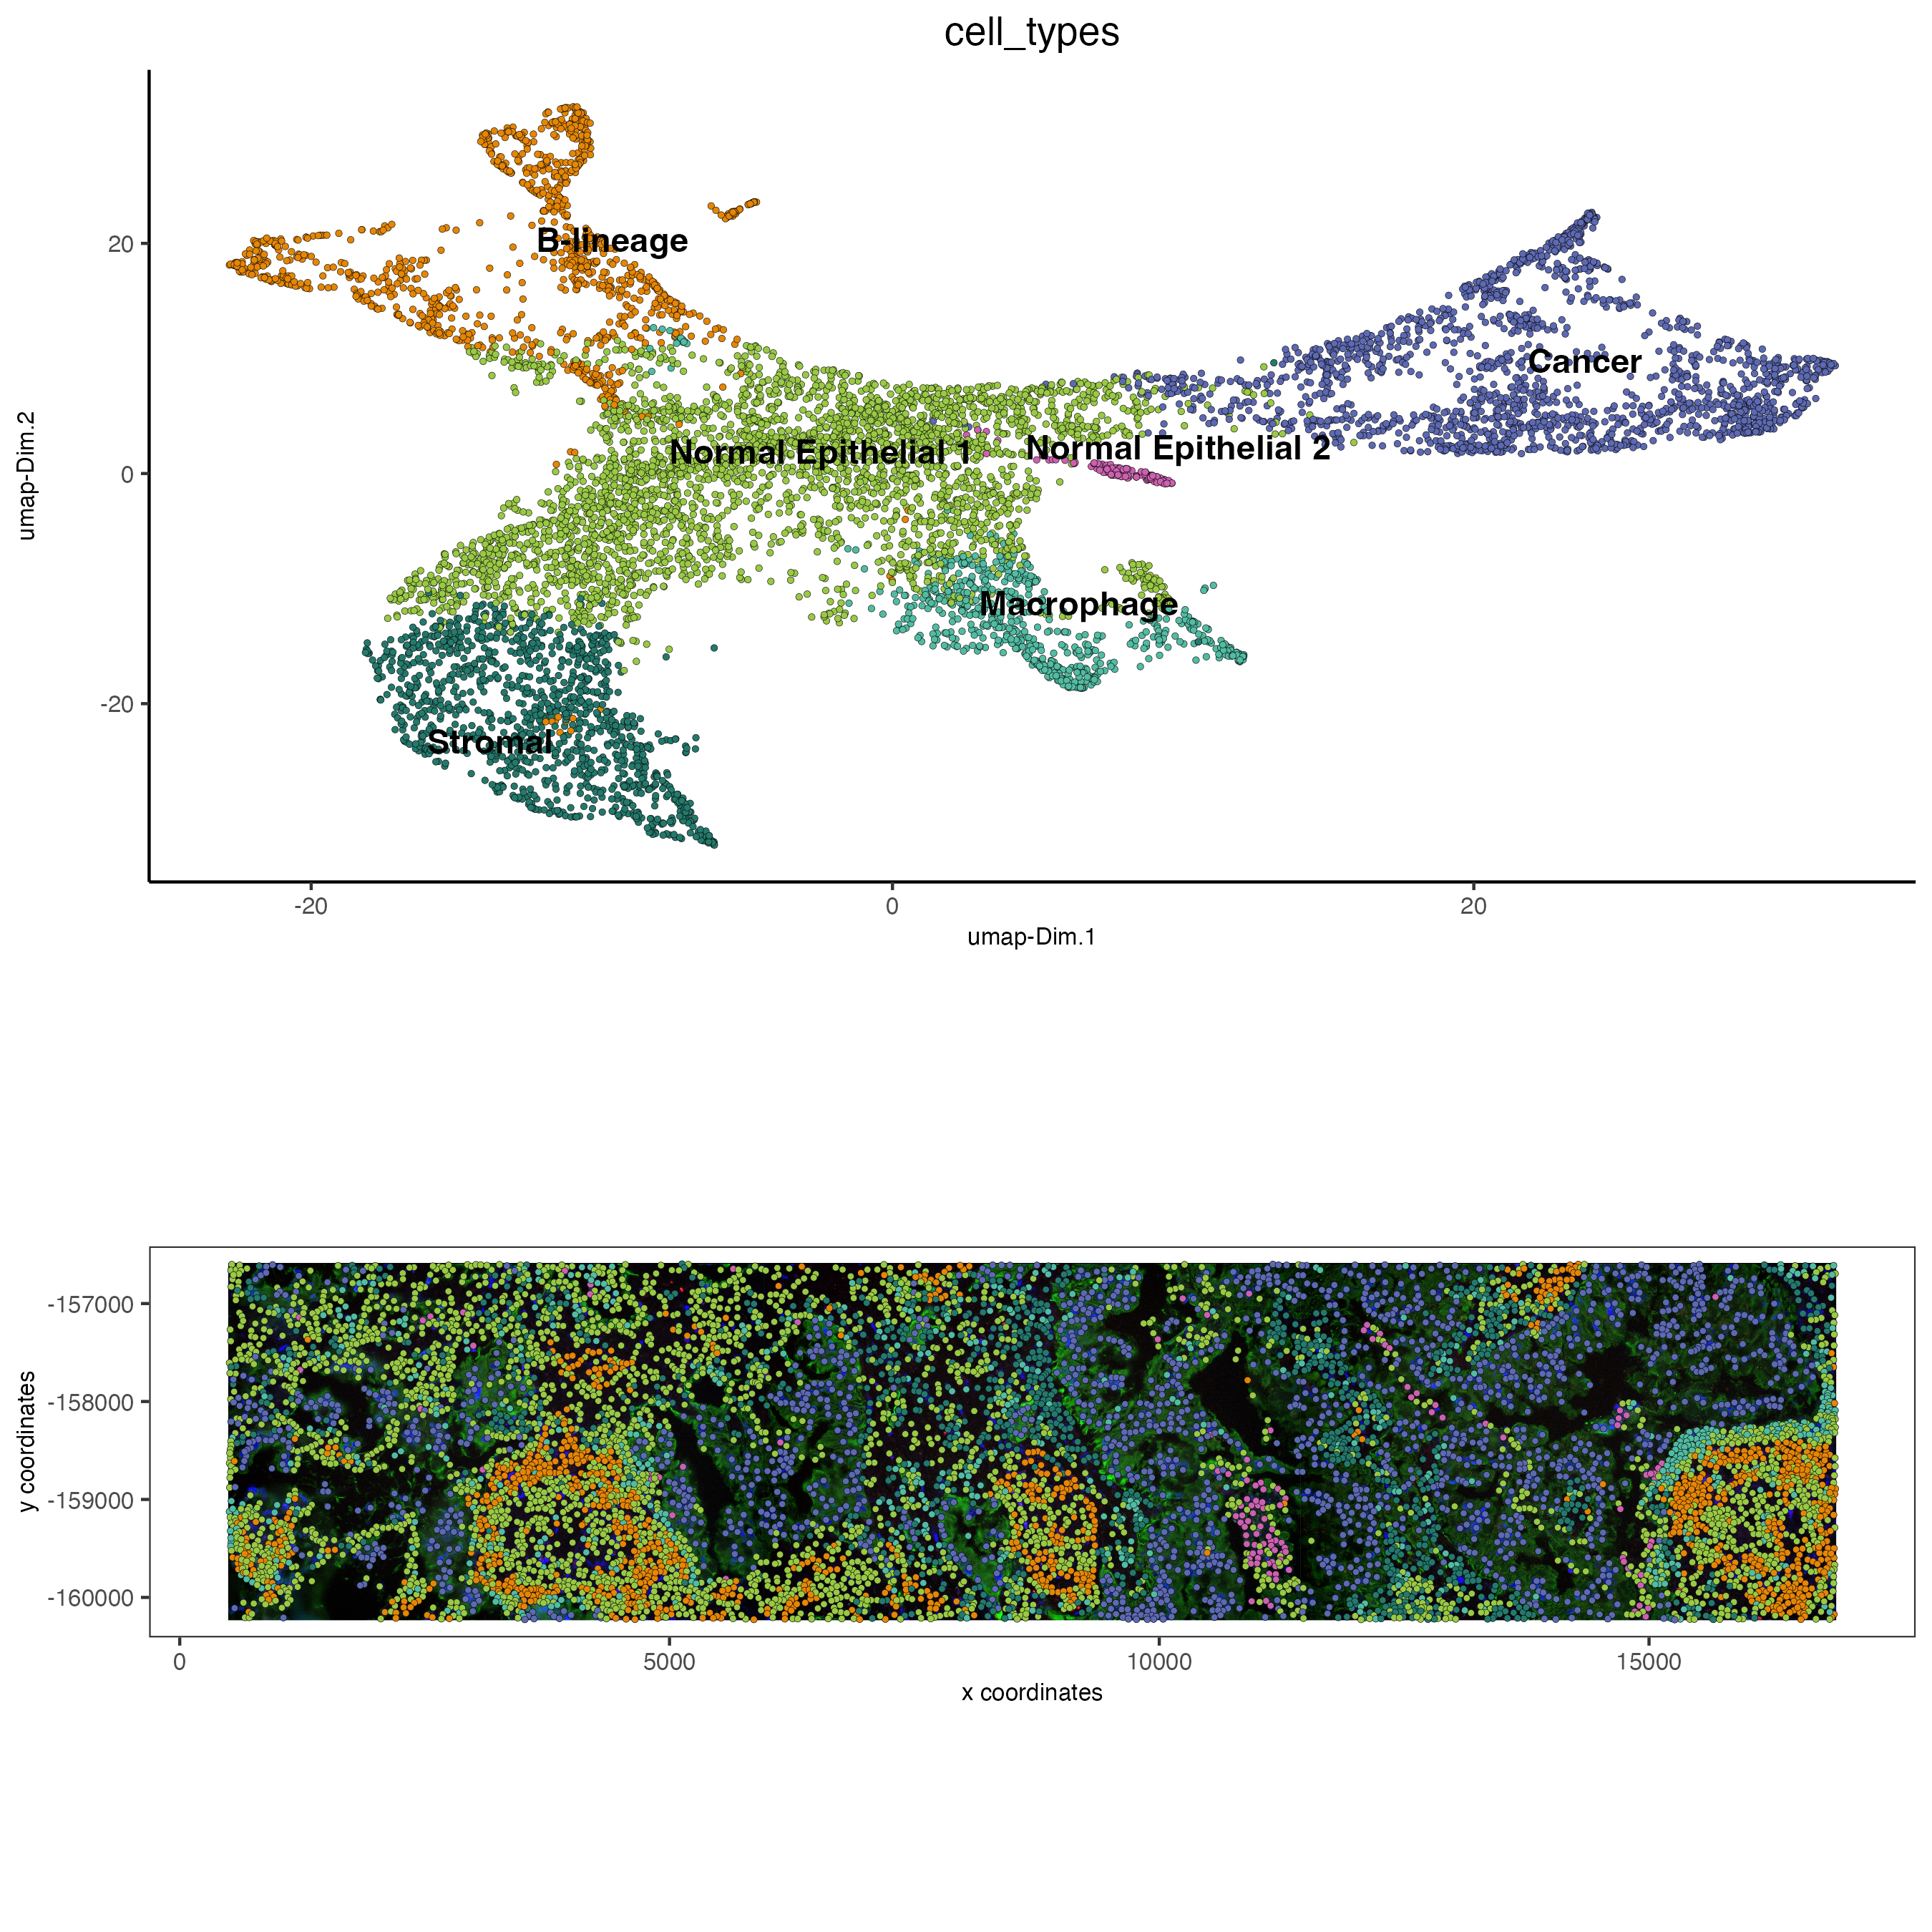 cell_types
umap-Dim.2
20
0
-20
B-lineage
Cancer
Normal Epithelial 1
Normal Epithelial 2
Macrophage
Stromal
-20
0
20
umap-Dim.1
y coordinates
-157000
-158000
-159000
-160000
0
5000
10000
15000
x coordinates